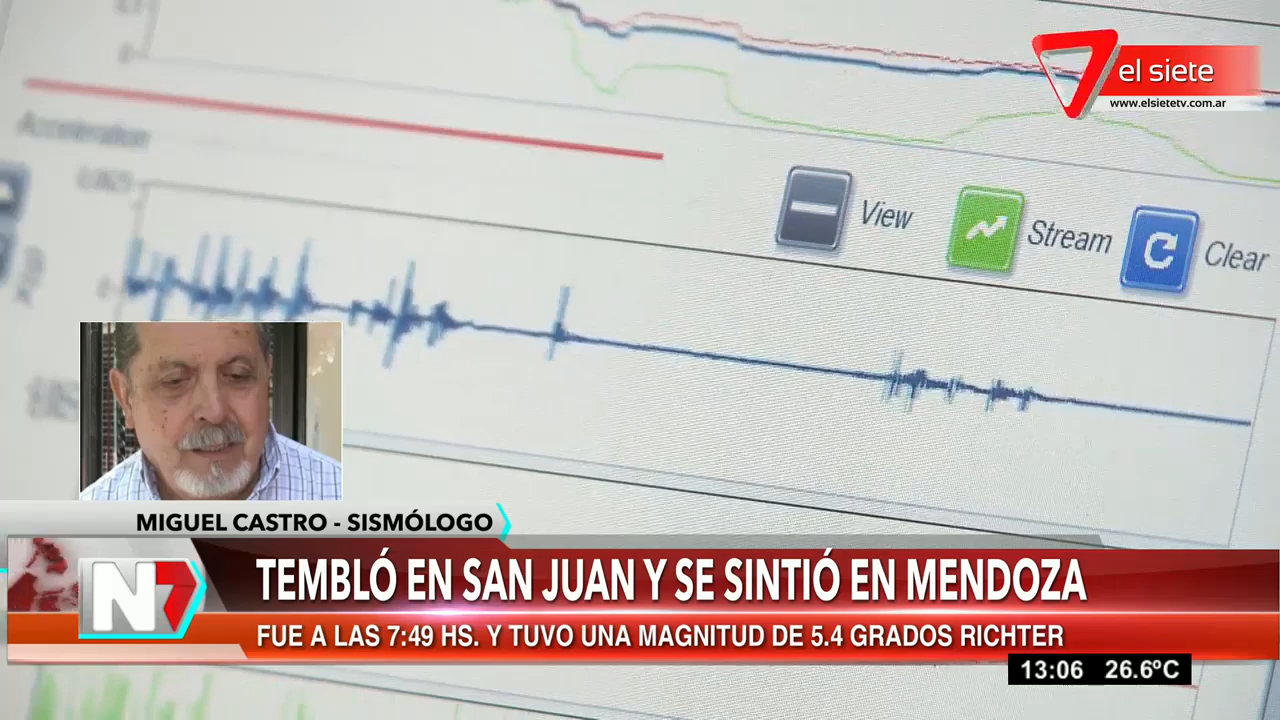 el siete
www.elsietetv.com.ar
Acceleration
View
Stream
Clear
MIGUEL CASTRO - SISMÓLOGO
N7
TEMBLÓ EN SAN JUAN Y SE SINTIÓ EN MENDOZA
FUE A LAS 7:49 HS. Y TUVO UNA MAGNITUD DE 5.4 GRADOS RICHTER
13:06 26.6ºC